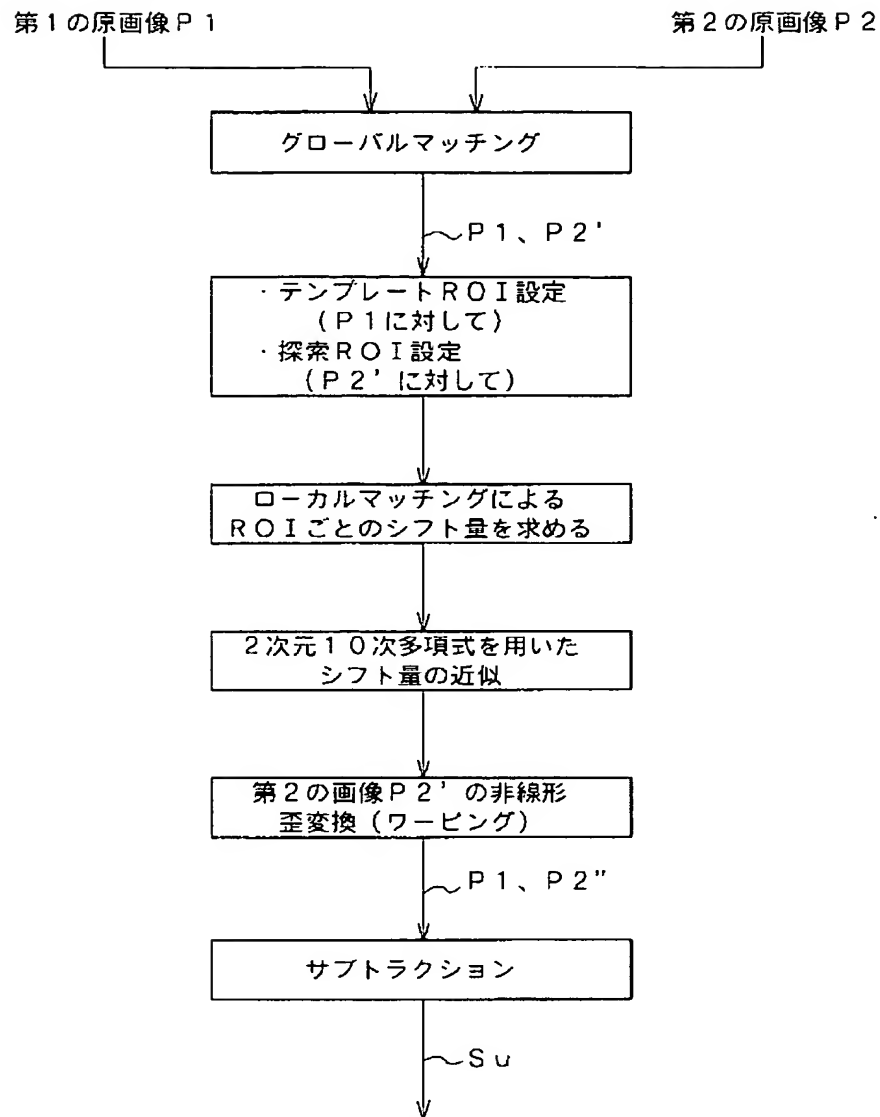 第１の原画像Ｐ１
第２の原画像Ｐ２
グローバルマッチング
Ｐ１、Ｐ２'
・テンプレートＲＯＩ設定
（Ｐ１に対して）
・探索ＲＯＩ設定
（Ｐ２'に対して）
ローカルマッチングによる
ＲＯＩごとのシフト量を求める
２次元１０次多項式を用いた
シフト量の近似
第２の画像Ｐ２'の非線形
歪変換（ワーピング）
Ｐ１、Ｐ２"
サブトラクション
Ｓｕ